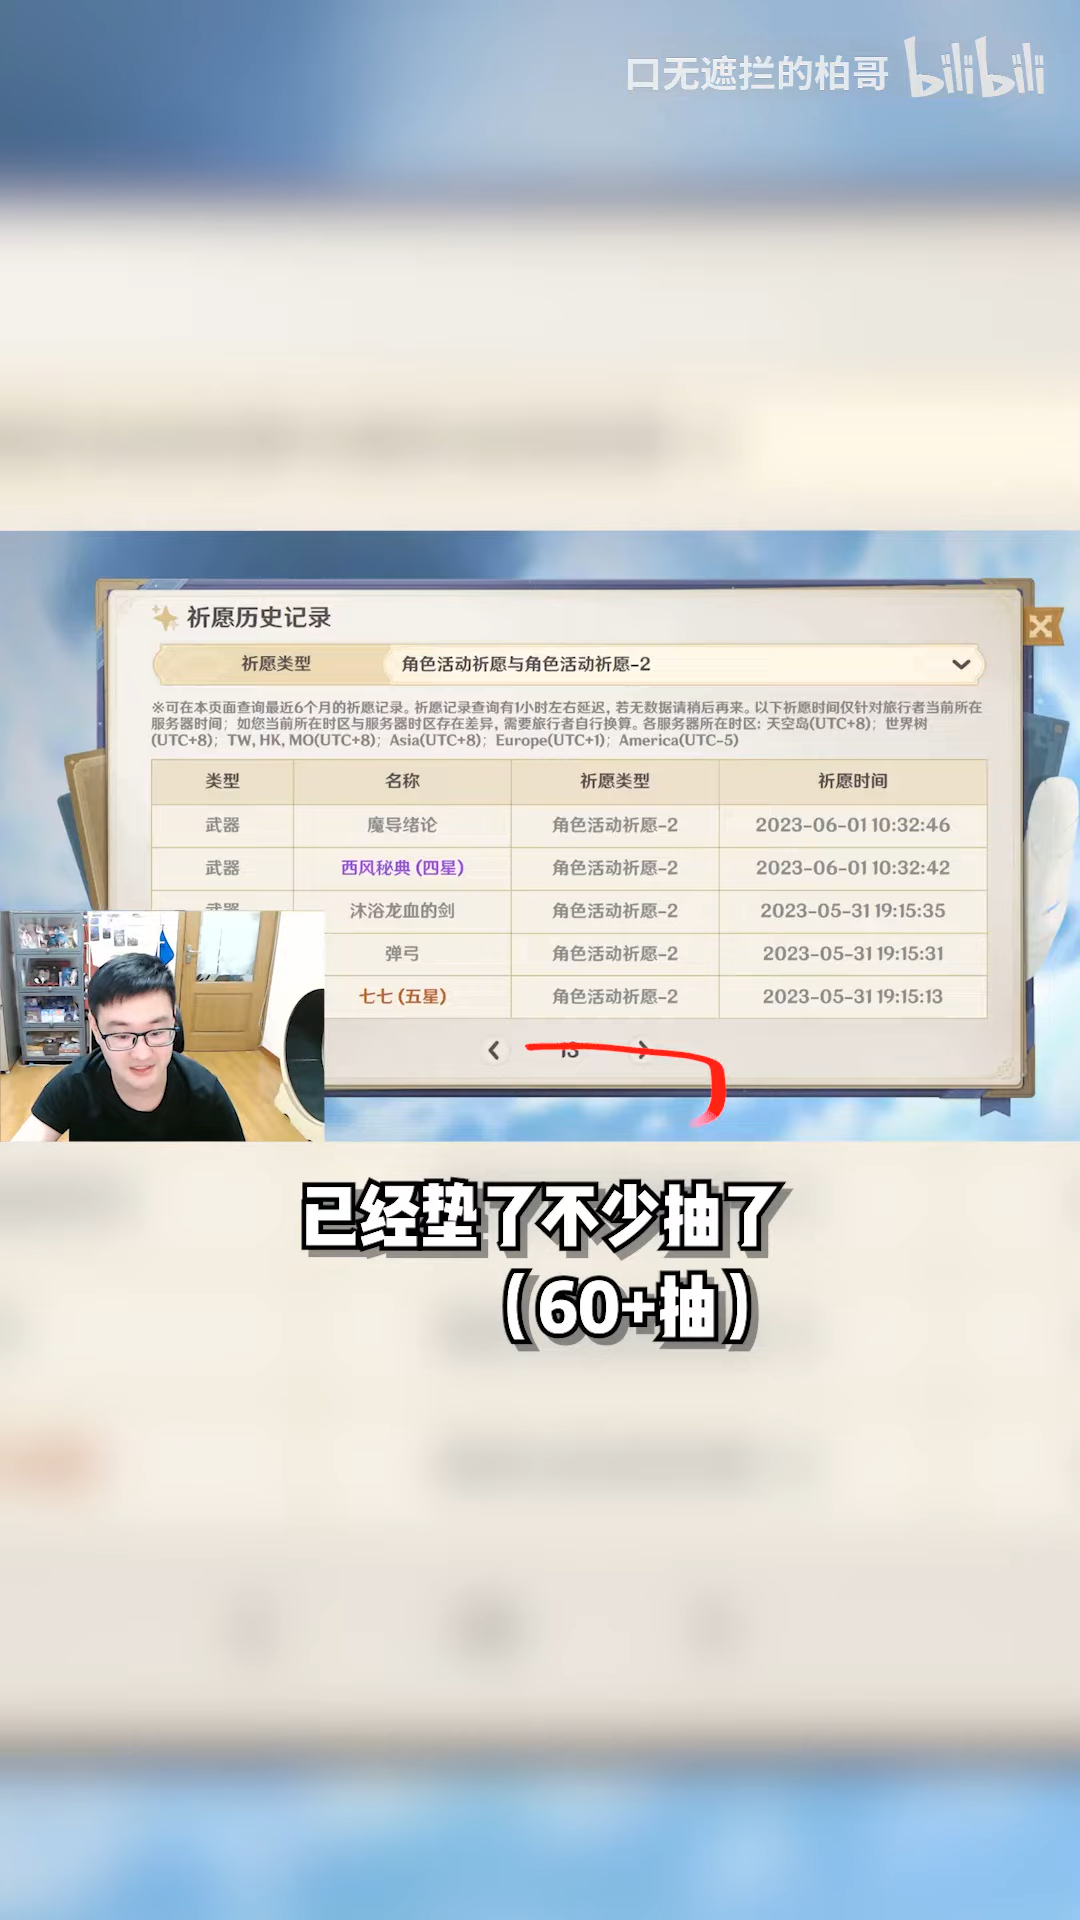 口无遮拦的柏哥 bilibili
祈愿历史记录
祈愿类型 角色活动祈愿与角色活动祈愿-2
※可在本页面查询最近6个月的祈愿记录。祈愿记录查询有1小时左右延迟，若无数据请稍后再来。以下祈愿时间仅针对旅行者当前所在
服务器时间；如您当前所在时区与服务器时区存在差异，需要旅行者自行换算。各服务器所在时区：天空岛(UTC+8)；世界树
(UTC+8)；TW, HK, MO(UTC+8)；Asia(UTC+8)；Europe(UTC+1)；America(UTC-5)
类型 名称 祈愿类型 祈愿时间
武器 魔导绪论 角色活动祈愿-2 2023-06-01 10:32:46
武器 西风秘典 (四星) 角色活动祈愿-2 2023-06-01 10:32:42
武器 沐浴龙血的剑 角色活动祈愿-2 2023-05-31 19:15:35
弹弓 角色活动祈愿-2 2023-05-31 19:15:31
七七 (五星) 角色活动祈愿-2 2023-05-31 19:15:13
13
已经垫了不少抽了
（60+抽）